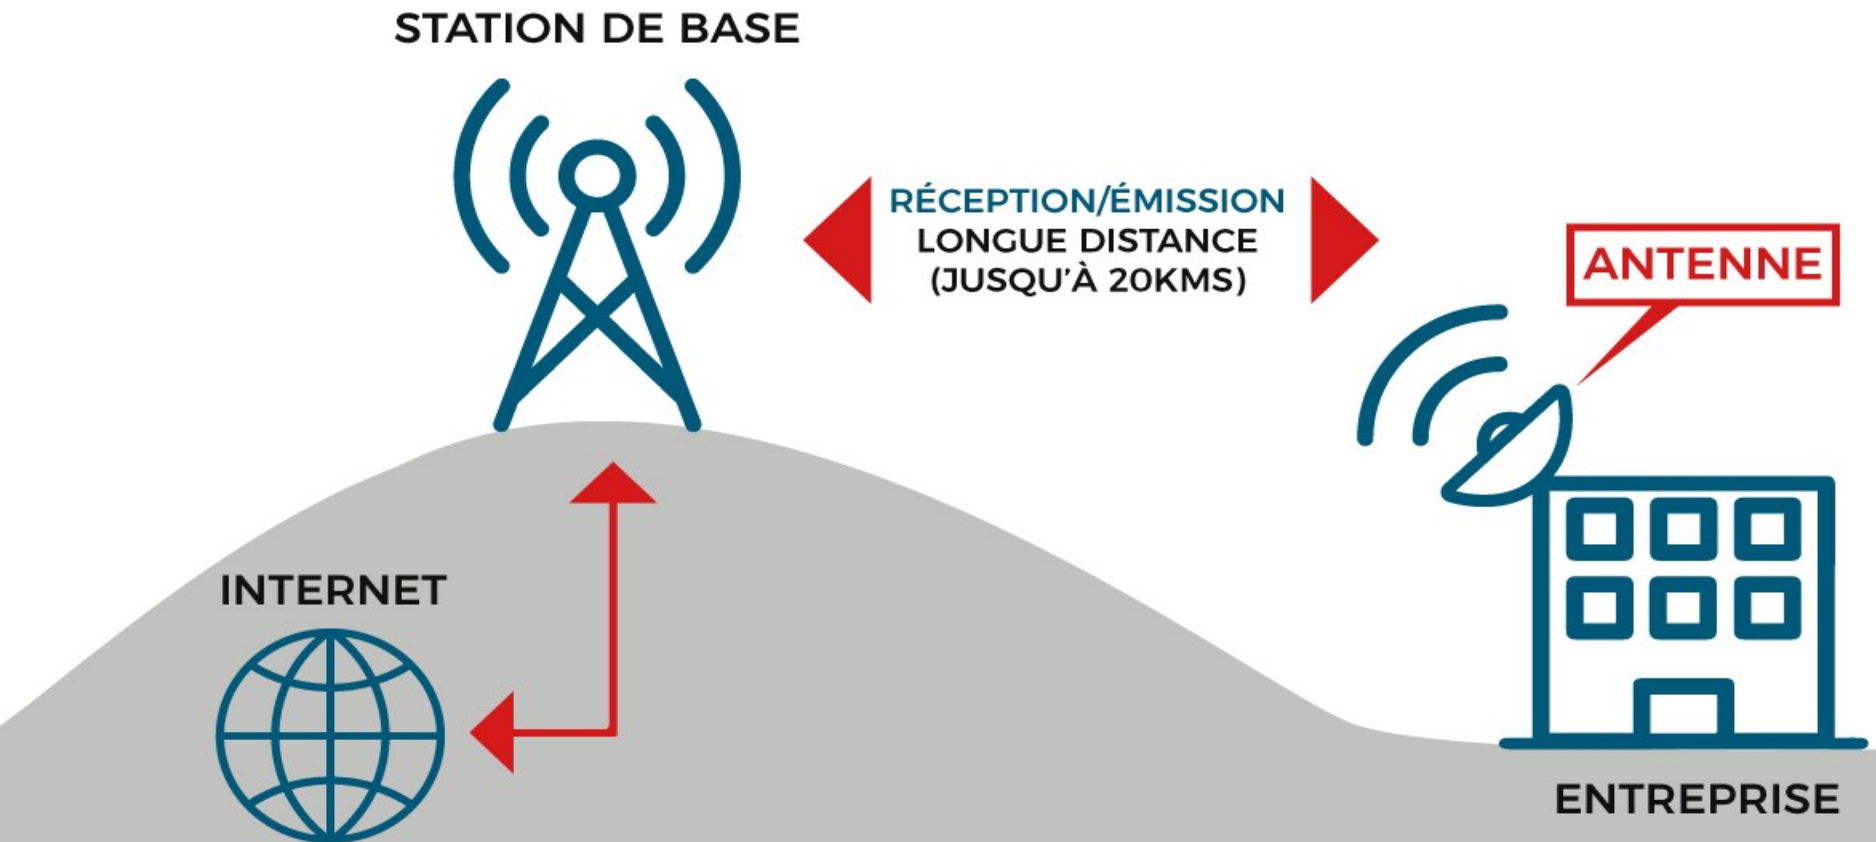 STATION DE BASE
RÉCEPTION/ÉMISSION
LONGUE DISTANCE
(JUSQU'À 20KMS)
ANTENNE
INTERNET
ENTREPRISE